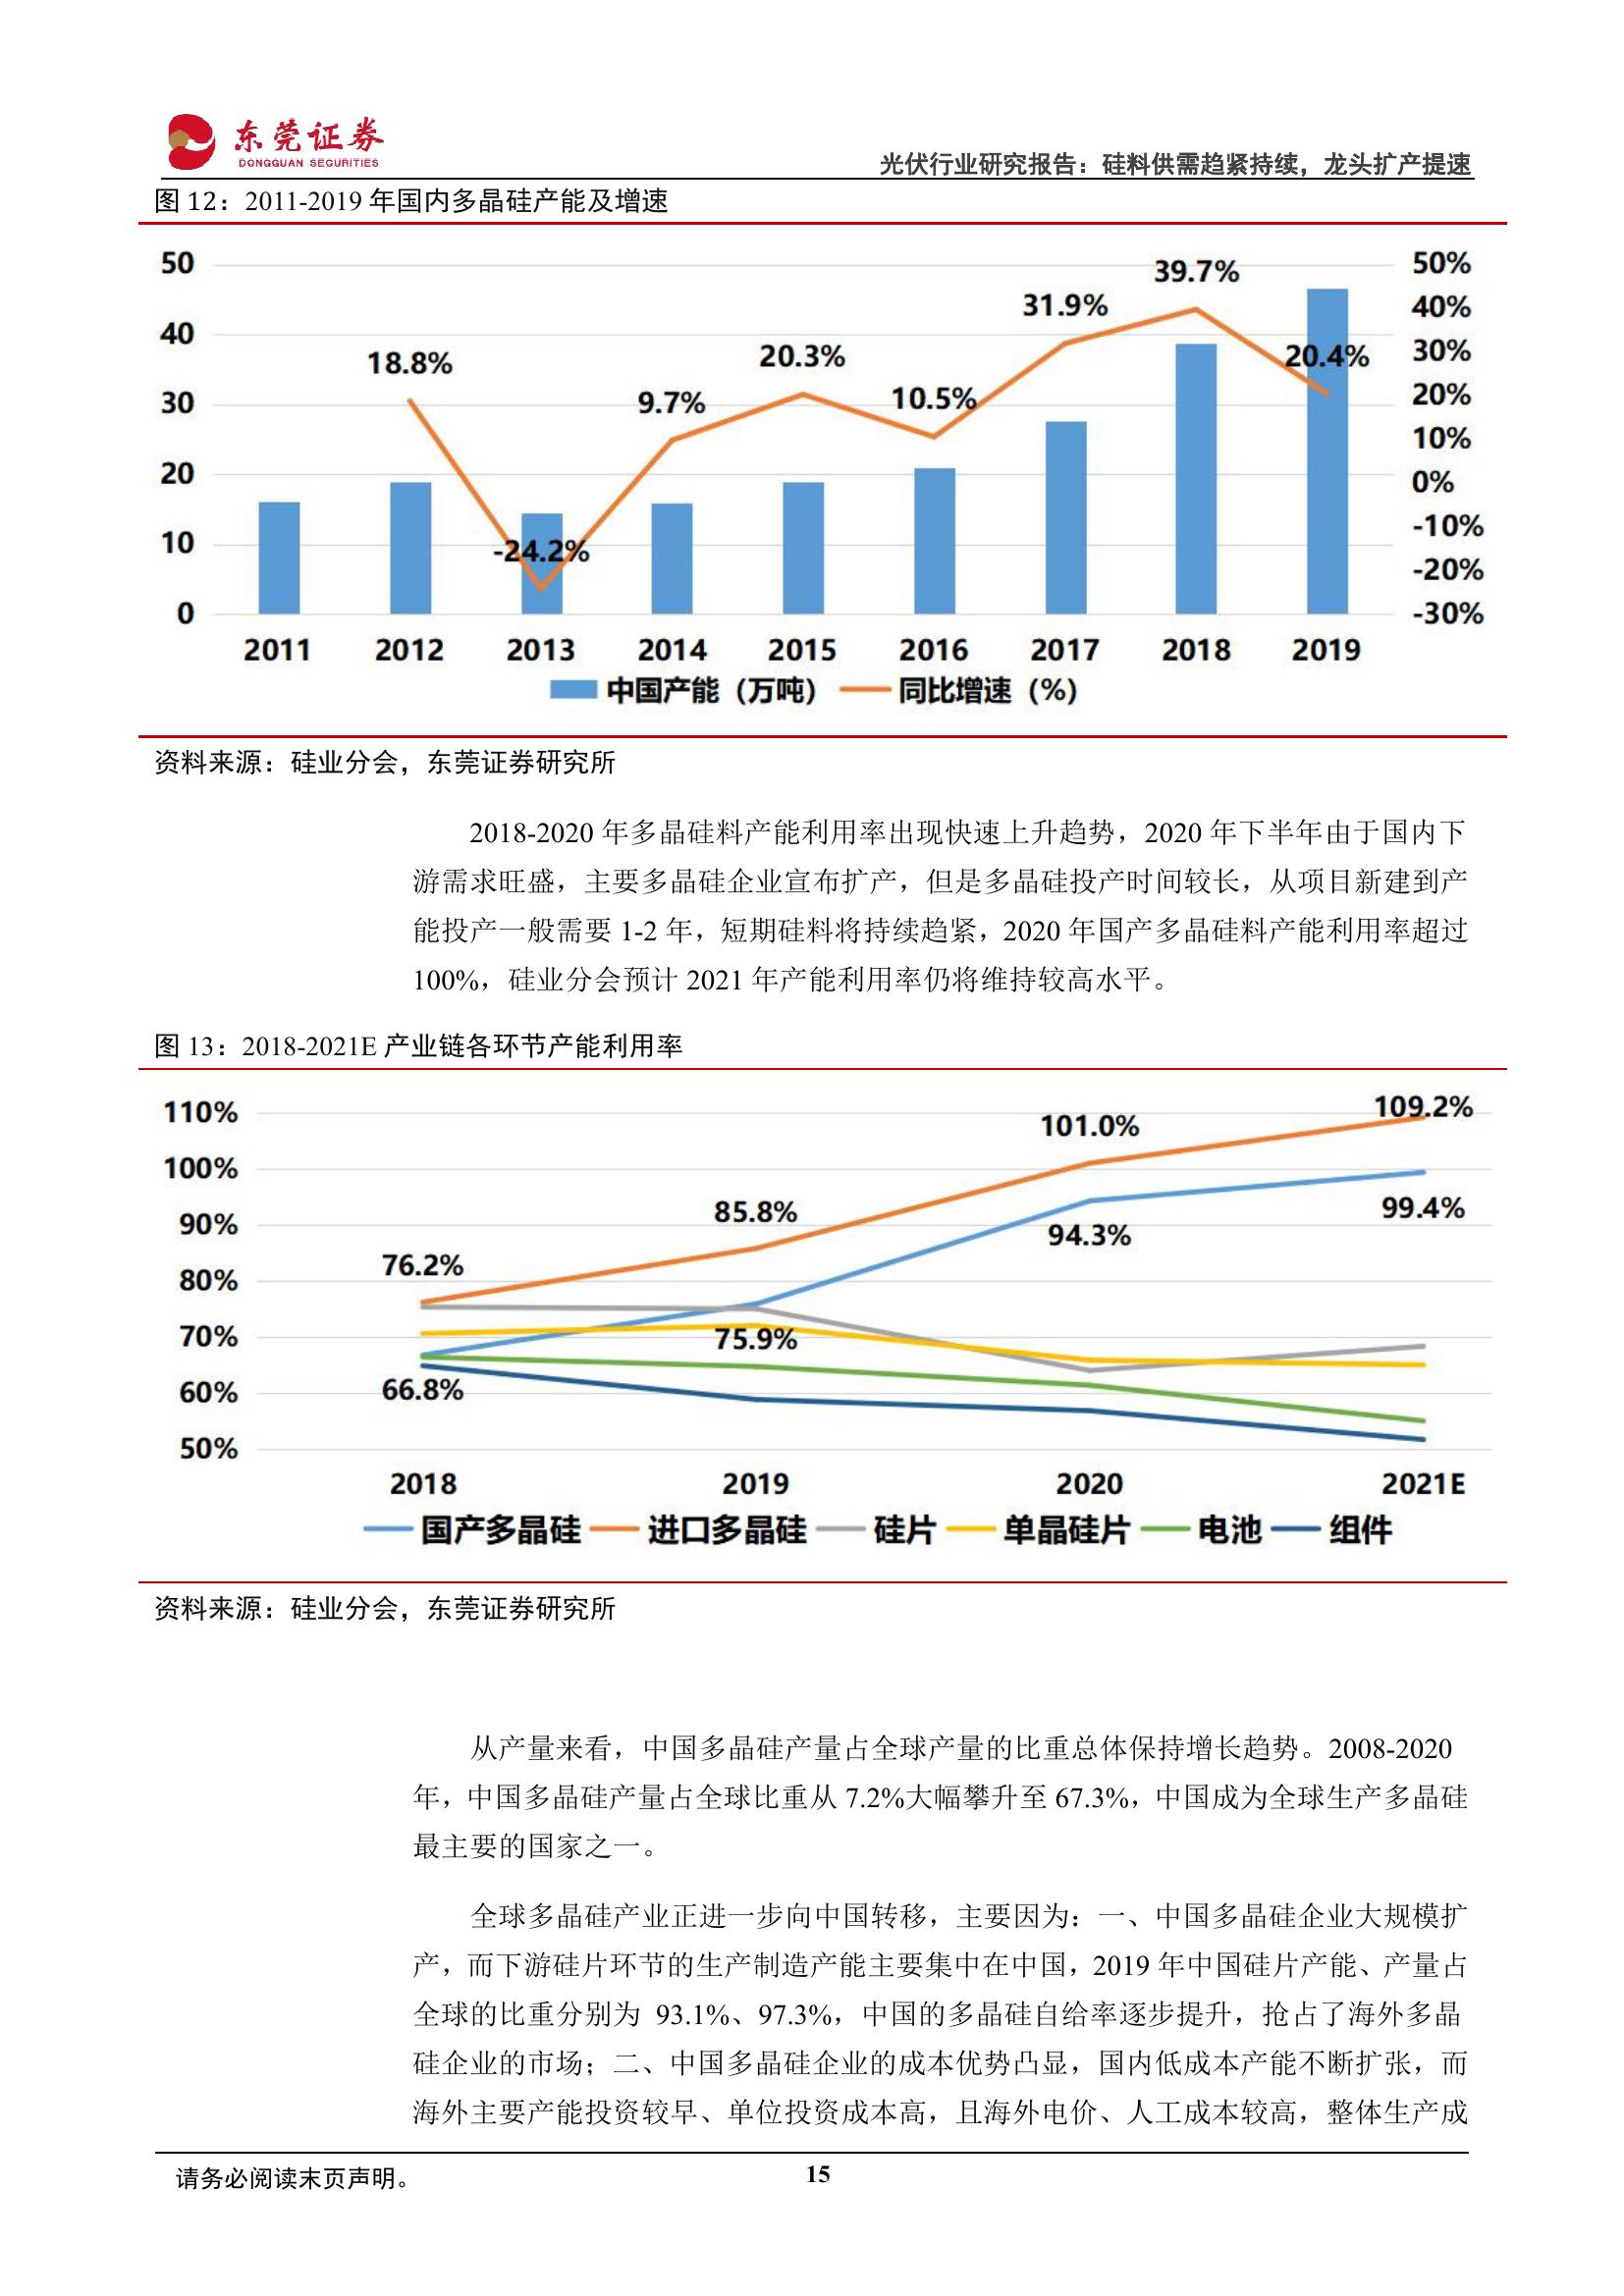 东莞证券
DONGGUAN SECURITIES
光伏行业研究报告：硅料供需趋紧持续，龙头扩产提速
图 12：2011-2019 年国内多晶硅产能及增速
50
40
30
20
10
0
50%
40%
30%
20%
10%
0%
-10%
-20%
-30%
18.8%
-24.2%
9.7%
20.3%
10.5%
31.9%
39.7%
20.4%
2011 2012 2013 2014 2015 2016 2017 2018 2019
中国产能（万吨） 同比增速（%）
资料来源：硅业分会，东莞证券研究所
2018-2020 年多晶硅料产能利用率出现快速上升趋势，2020 年下半年由于国内下
游需求旺盛，主要多晶硅企业宣布扩产，但是多晶硅投产时间较长，从项目新建到产
能投产一般需要 1-2 年，短期硅料将持续趋紧，2020 年国产多晶硅料产能利用率超过
100%，硅业分会预计 2021 年产能利用率仍将维持较高水平。
图 13：2018-2021E 产业链各环节产能利用率
110%
100%
90%
80%
70%
60%
50%
76.2%
85.8%
101.0%
109.2%
66.8%
75.9%
94.3%
99.4%
2018 2019 2020 2021E
国产多晶硅 进口多晶硅 硅片 单晶硅片 电池 组件
资料来源：硅业分会，东莞证券研究所
从产量来看，中国多晶硅产量占全球产量的比重总体保持增长趋势。2008-2020
年，中国多晶硅产量占全球比重从 7.2%大幅攀升至 67.3%，中国成为全球生产多晶硅
最主要的国家之一。
全球多晶硅产业正进一步向中国转移，主要因为：一、中国多晶硅企业大规模扩
产，而下游硅片环节的生产制造产能主要集中在中国，2019 年中国硅片产能、产量占
全球的比重分别为 93.1%、97.3%，中国的多晶硅自给率逐步提升，抢占了海外多晶
硅企业的市场；二、中国多晶硅企业的成本优势凸显，国内低成本产能不断扩张，而
海外主要产能投资较早、单位投资成本高，且海外电价、人工成本较高，整体生产成
请务必阅读末页声明。
15